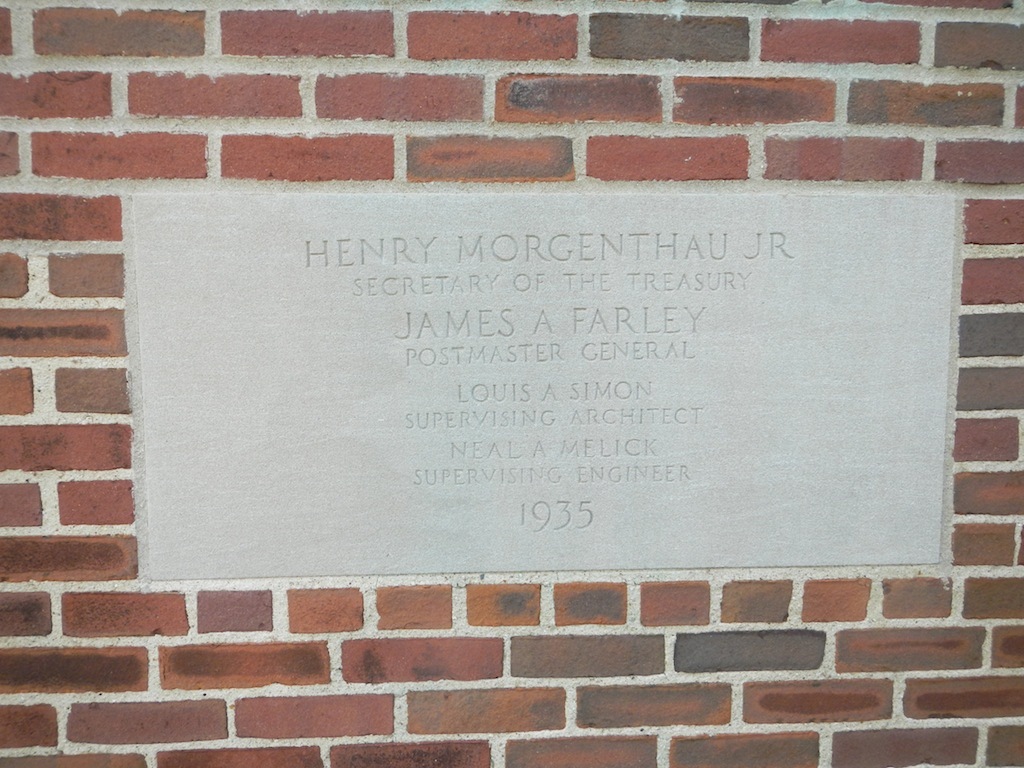 HENRY MORGENTHAU JR
SECRETARY OF THE TREASURY
JAMES A FARLEY
POSTMASTER GENERAL
LOUIS A SIMON
SUPERVISING ARCHITECT
NEAL A MELICK
SUPERVISING ENGINEER
1935